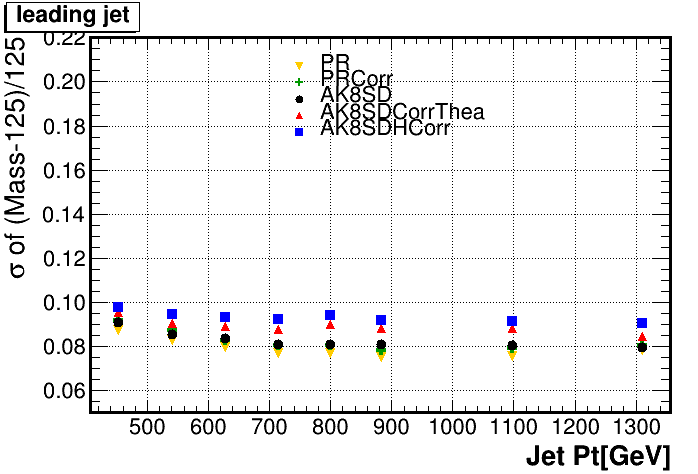 leading jet
σ of (Mass-125)/125
0.22
0.20
0.18
0.16
0.14
0.12
0.10
0.08
0.06
PR
PRCorr
AK8SD
AK8SDCorrThea
AK8SDHCorr
500 600 700 800 900 1000 1100 1200 1300
Jet Pt[GeV]